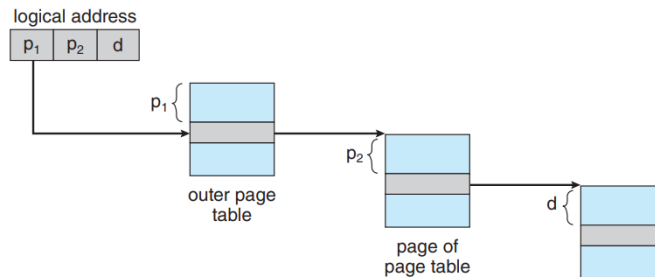 logical address
p1 p2 d
p1
outer page
table
p2
page of
page table
d